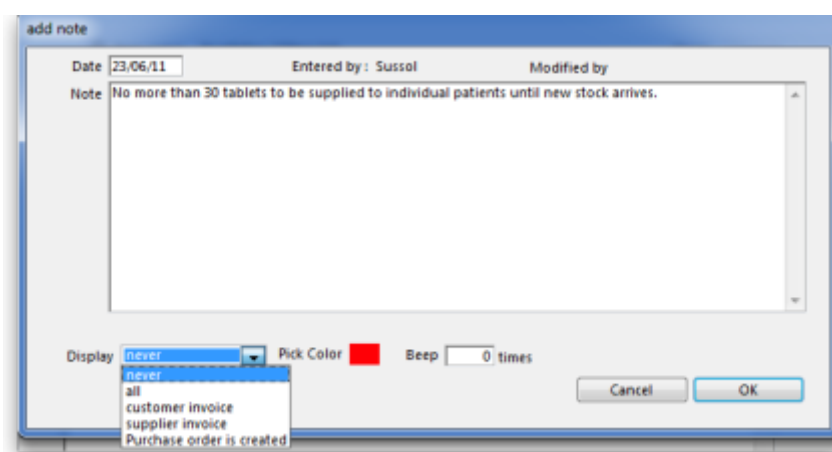 add note
Date 23/06/11 Entered by : Sussol Modified by
Note No more than 30 tablets to be supplied to individual patients until new stock arrives.
Display never Pick Color Beep 0 times
never
all
customer invoice
supplier invoice
Purchase order is created
Cancel OK